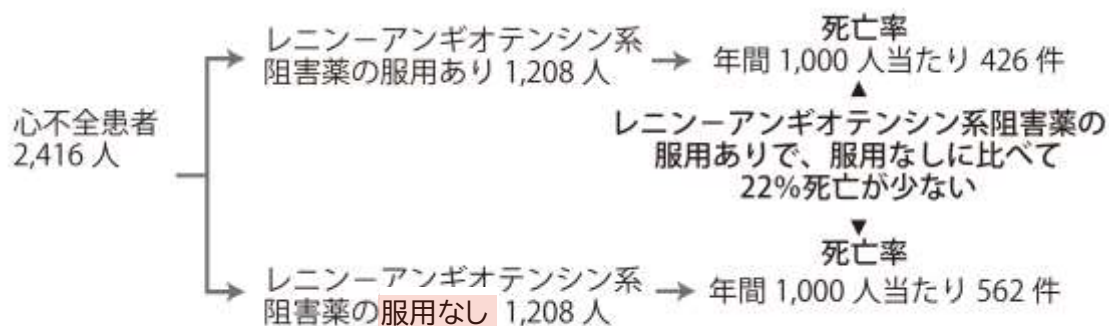 心不全患者
2,416 人
レニンーアンギオテンシン系
阻害薬の服用あり 1,208 人
死亡率
年間 1,000 人当たり 426 件
レニンーアンギオテンシン系阻害薬の
服用ありで、服用なしに比べて
22%死亡が少ない
レニンーアンギオテンシン系
阻害薬の服用なし 1,208 人
死亡率
年間 1,000 人当たり 562 件